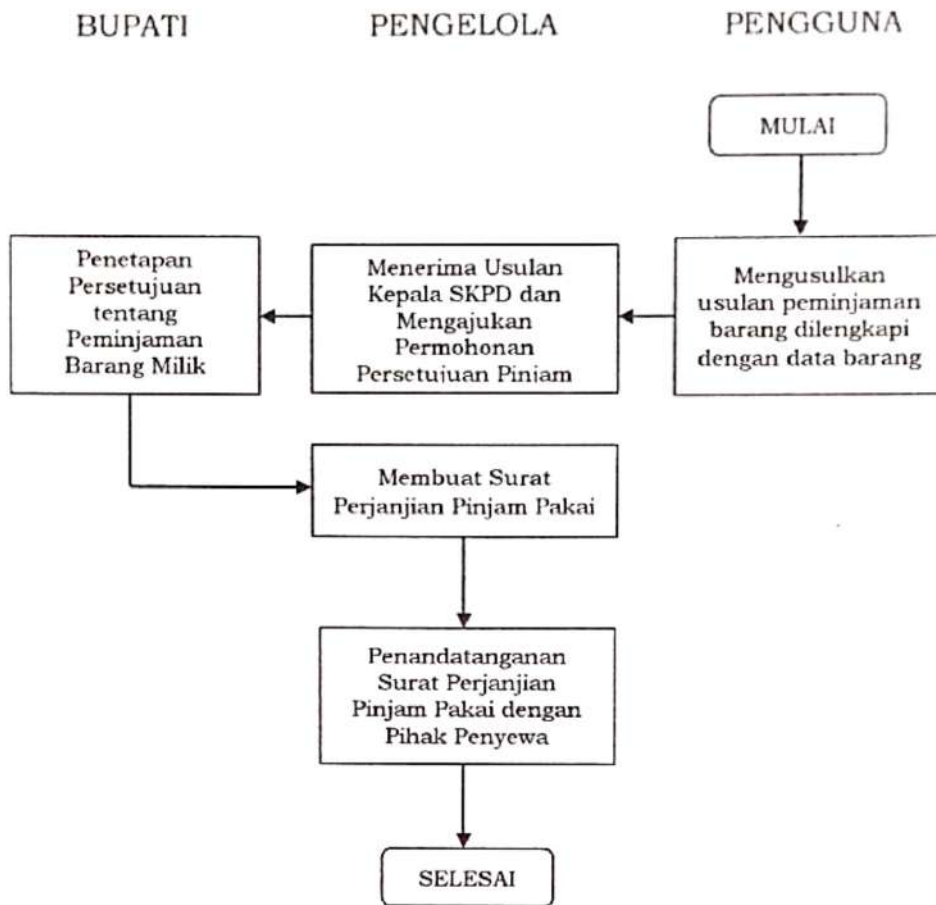 BUPATI PENGELOLA PENGGUNA
MULAI
Penetapan
Persetujuan
tentang
Peminjaman
Barang Milik
Menerima Usulan
Kepala SKPD dan
Mengajukan
Permohonan
Persetujuan Pinjam
Mengusulkan
usulan peminjaman
barang dilengkapi
dengan data barang
Membuat Surat
Perjanjian Pinjam Pakai
Penandatanganan
Surat Perjanjian
Pinjam Pakai dengan
Pihak Penyewa
SELESAI